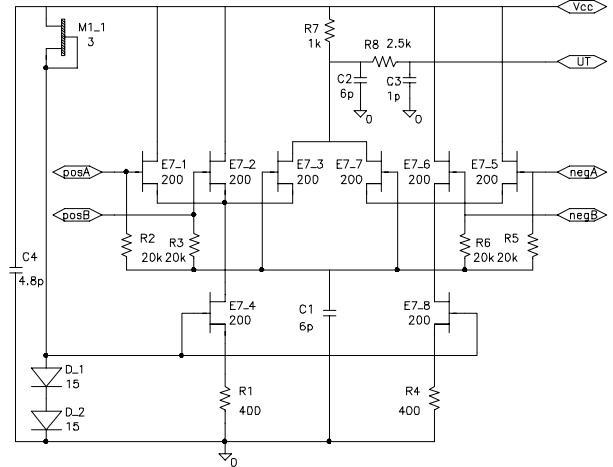 Vcc
M1_1
3
R7
1k
R8 2.5k
UT
C2
6p
C3
1p
0
0
posA
E7_1
200
E7_2
200
E7_3
200
E7_7
200
E7_6
200
E7_5
200
negA
posB
negB
R2
20k
R3
20k
R6
20k
R5
20k
C4
4.8p
E7_4
200
C1
6p
E7_8
200
D_1
15
R1
400
R4
400
D_2
15
0